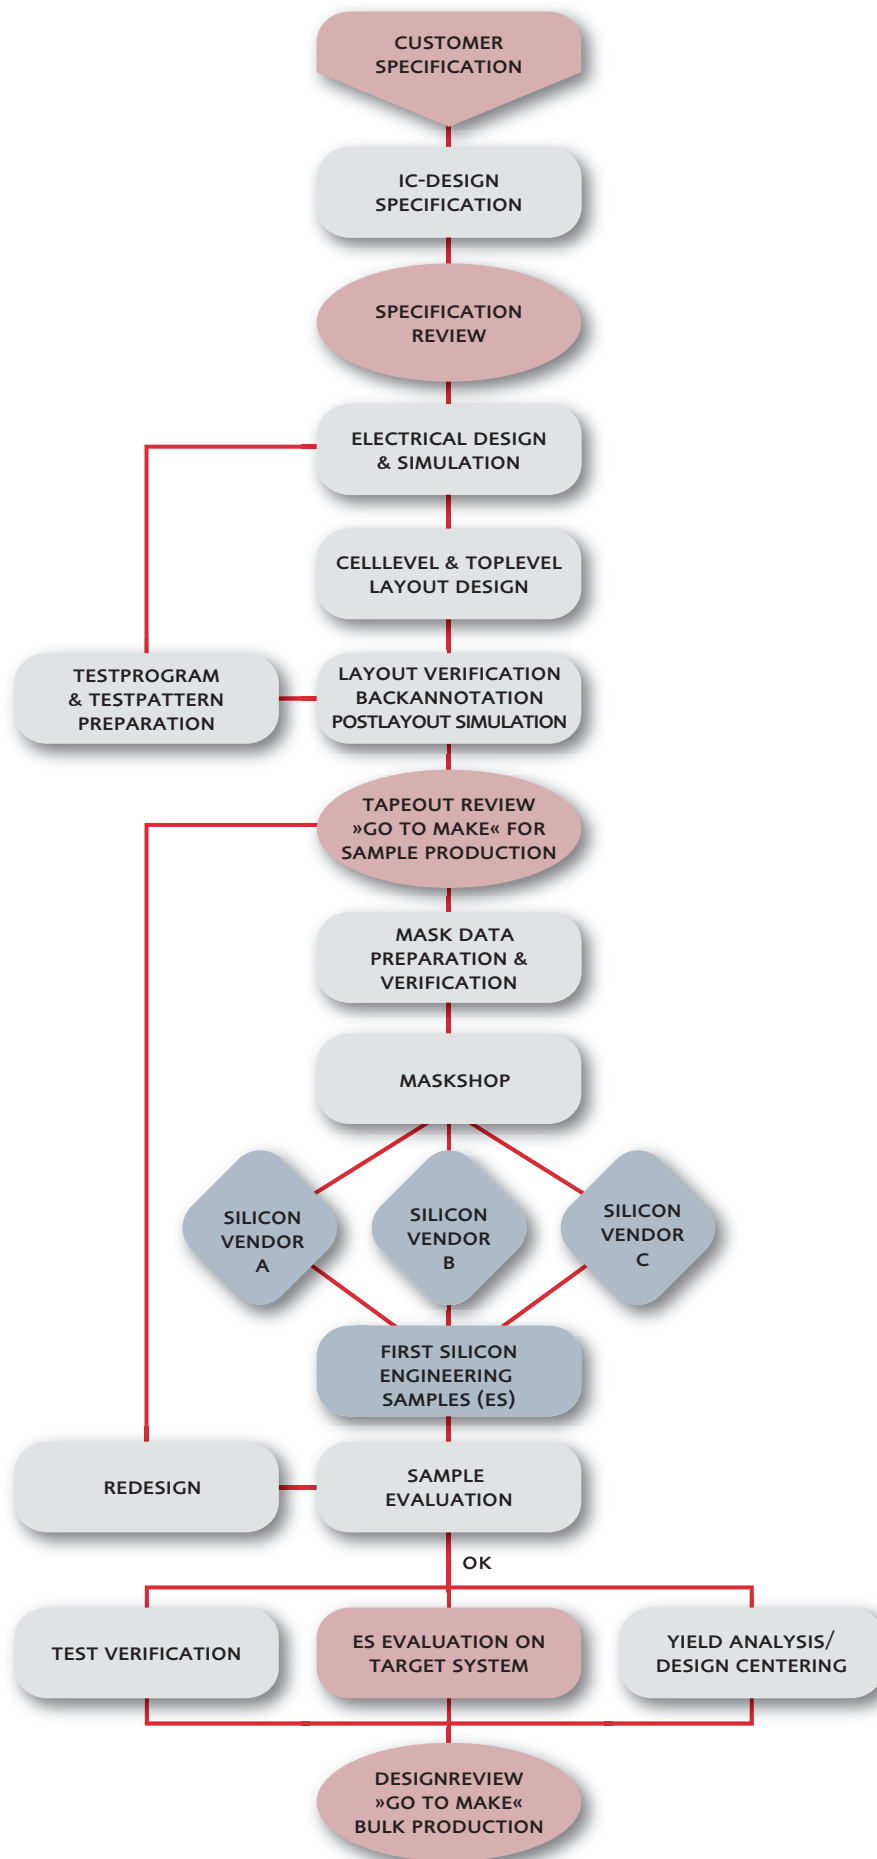 CUSTOMER
SPECIFICATION
IC-DESIGN
SPECIFICATION
SPECIFICATION
REVIEW
ELECTRICAL DESIGN
& SIMULATION
CELLLEVEL & TOPLEVEL
LAYOUT DESIGN
TESTPROGRAM
& TESTPATTERN
PREPARATION
LAYOUT VERIFICATION
BACKANNOTATION
POSTLAYOUT SIMULATION
TAPEOUT REVIEW
»GO TO MAKE« FOR
SAMPLE PRODUCTION
MASK DATA
PREPARATION &
VERIFICATION
MASKSHOP
SILICON
VENDOR
A
SILICON
VENDOR
B
SILICON
VENDOR
C
FIRST SILICON
ENGINEERING
SAMPLES (ES)
REDESIGN
SAMPLE
EVALUATION
OK
TEST VERIFICATION
ES EVALUATION ON
TARGET SYSTEM
YIELD ANALYSIS/
DESIGN CENTERING
DESIGNREVIEW
»GO TO MAKE«
BULK PRODUCTION